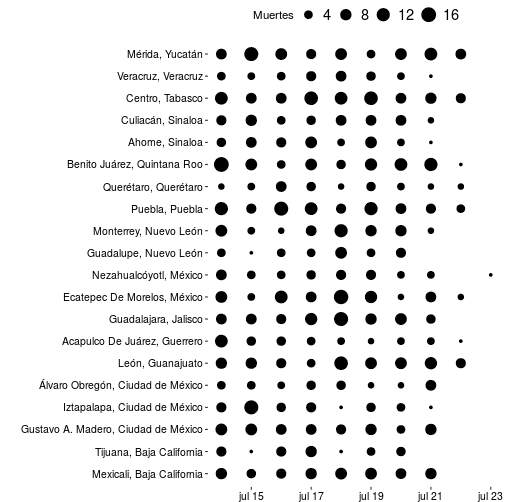 Muertes 4 8 12 16
Mérida, Yucatán
Veracruz, Veracruz
Centro, Tabasco
Culiacán, Sinaloa
Ahome, Sinaloa
Benito Juárez, Quintana Roo
Querétaro, Querétaro
Puebla, Puebla
Monterrey, Nuevo León
Guadalupe, Nuevo León
Nezahualcóyotl, México
Ecatepec De Morelos, México
Guadalajara, Jalisco
Acapulco De Juárez, Guerrero
León, Guanajuato
Álvaro Obregón, Ciudad de México
Iztapalapa, Ciudad de México
Gustavo A. Madero, Ciudad de México
Tijuana, Baja California
Mexicali, Baja California
jul 15 jul 17 jul 19 jul 21 jul 23